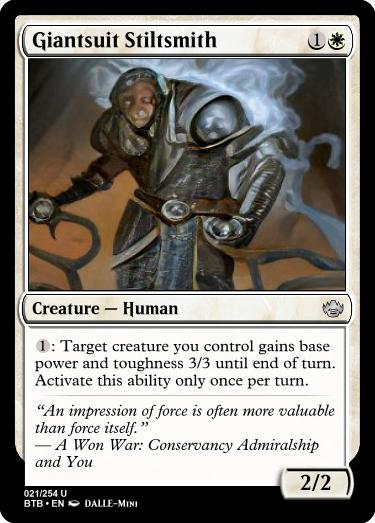 Giantsuit Stiltsmith 1
Creature — Human
1: Target creature you control gains base
power and toughness 3/3 until end of turn.
Activate this ability only once per turn.
“An impression of force is often more valuable
than force itself.”
— A Won War: Conservancy Admiralship
and You
2/2
021/254 U
BTB • EN DALLE-Mini